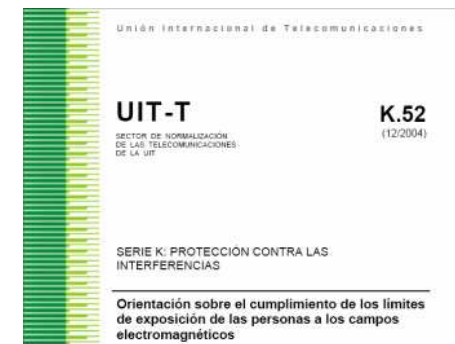 Unión Internacional de Telecomunicaciones
UIT-T
K.52
SECTOR DE NORMALIZACIÓN
DE LAS TELECOMUNICACIONES
DE LA UIT
(12/2004)
SERIE K: PROTECCIÓN CONTRA LAS
INTERFERENCIAS
Orientación sobre el cumplimiento de los límites
de exposición de las personas a los campos
electromagnéticos